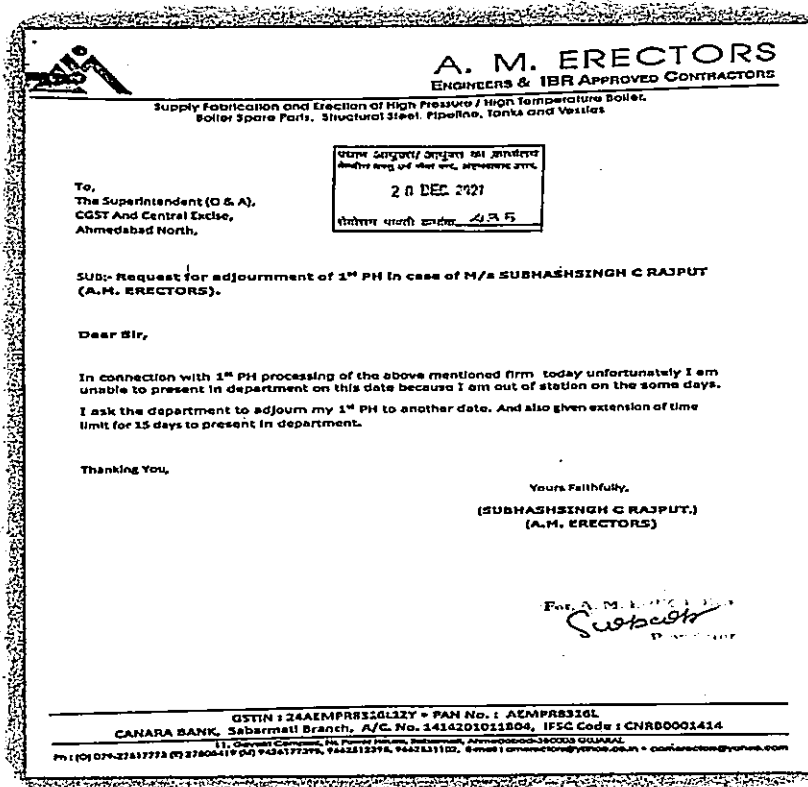 A. M. ERECTORS
ENGINEERS & IBR APPROVED CONTRACTORS
Supply Fabrication and Erection of High Pressure / High Temperature Boiler,
Boiler Spare Parts, Structural Steel, Pipeline, Tanks and Vessles
20 DEC 2021
435
To,
The Superintendent (O & A),
CGST And Central Excise,
Ahmedabad North,
SUB:- Request for adjournment of 1st PH in case of M/s SUBHASHSINGH C RAJPUT
(A.M. ERECTORS).
Dear Sir,
In connection with 1st PH processing of the above mentioned firm today unfortunately I am
unable to present in department on this date because I am out of station on the same days.
I ask the department to adjourn my 1st PH to another date. And also given extension of time
limit for 15 days to present in department.
Thanking You,
Yours Faithfully,
(SUBHASHSINGH C RAJPUT.)
(A.M. ERECTORS)
For, A. M.
GSTIN : 24AEMPR8316L2ZY • PAN No. : AEMPR8316L
CANARA BANK, Sabarmati Branch, A/C. No. 1414201011804, IFSC Code : CNRB0001414
Ph : (O) 079-27617773